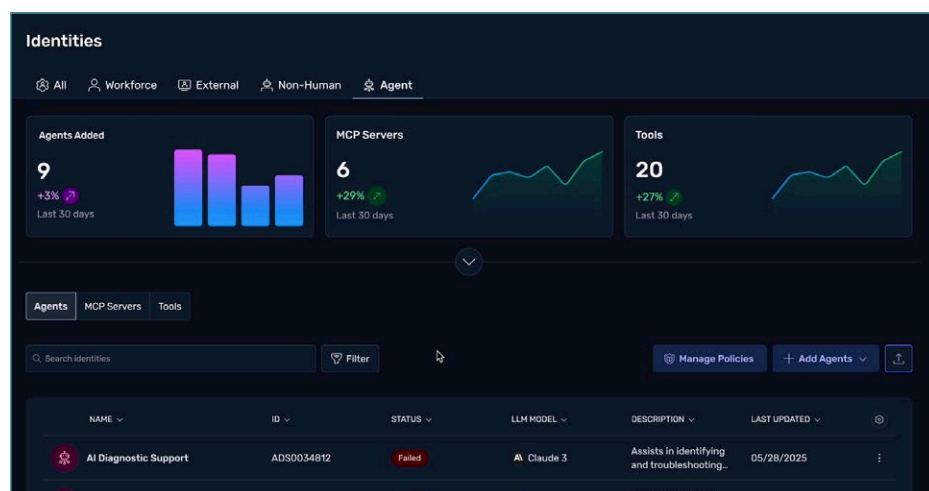 Identities
All Workforce External Non-Human Agent
Agents Added
9
+3%
Last 30 days
MCP Servers
6
+29%
Last 30 days
Tools
20
+27%
Last 30 days
Agents MCP Servers Tools
Search identities Filter Manage Policies + Add Agents
NAME ID STATUS LLM MODEL DESCRIPTION LAST UPDATED
AI Diagnostic Support ADS0034812 Failed Claude 3 Assists in identifying
and troubleshooting... 05/28/2025